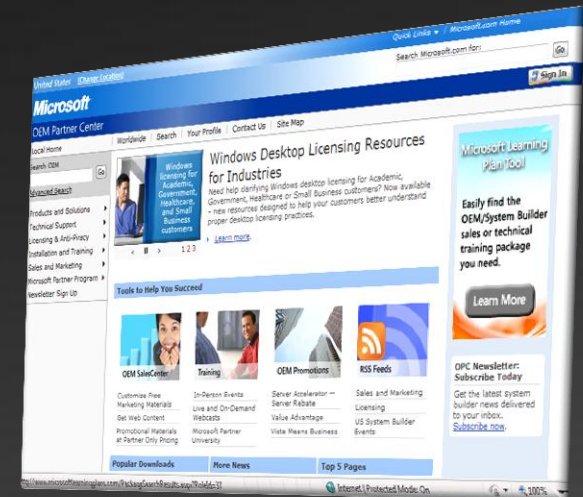 Quick Links | Microsoft.com Home
Search Microsoft.com for:
Go
United States (Change Location)
Microsoft
Sign In
OEM Partner Center
Worldwide | Search | Your Profile | Contact Us | Site Map
Local Home
Search OEM
Go
Advanced Search
Products and Solutions
Technical Support
Licensing & Anti-Piracy
Installation and Training
Sales and Marketing
Microsoft Partner Program
Newsletter Sign Up
Windows
licensing for
Academic,
Government,
Healthcare,
and Small
Business
customers
1 2 3
Windows Desktop Licensing Resources
for Industries
Need help clarifying Windows desktop licensing for Academic,
Government, Healthcare or Small Business customers? Now available
- new resources designed to help your customers better understand
proper desktop licensing practices.
Learn more.
Tools to Help You Succeed
OEM SalesCenter
Customize Free
Marketing Materials
Get Web Content
Promotional Materials
at Partner Only Pricing
Training
In-Person Events
Live and On-Demand
Webcasts
Microsoft Partner
University
OEM Promotions
Server Accelerator —
Server Rebate
Value Advantage
Vista Means Business
RSS Feeds
Sales and Marketing
Licensing
US System Builder
Events
Popular Downloads
More News
Top 5 Pages
Microsoft Learning
Plan Tool
Easily find the
OEM/System Builder
sales or technical
training package
you need.
Learn More
OPC Newsletter:
Subscribe Today
Get the latest system
builder news delivered
to your inbox.
Subscribe now.
Internet | Protected Mode: On
100%